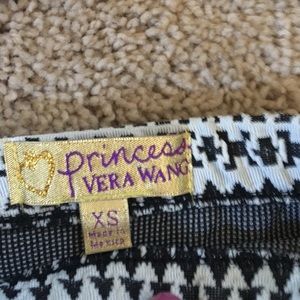 princess
VERA WANG
XS
Made in
Mexico